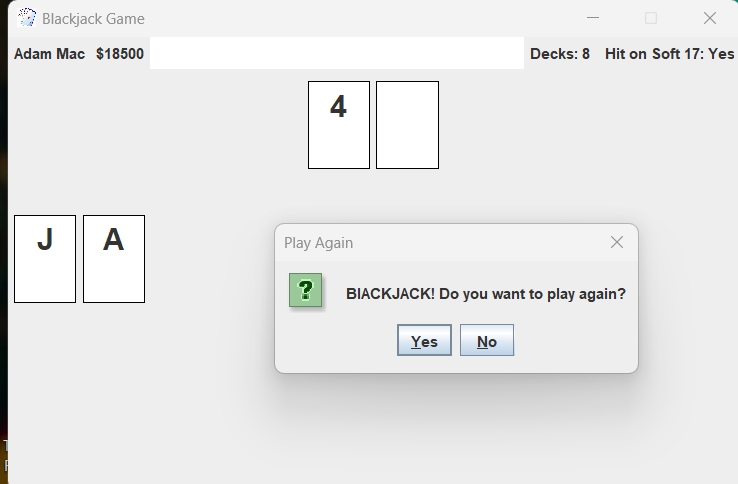 Blackjack Game
Adam Mac $18500 Decks: 8 Hit on Soft 17: Yes
4
J A
Play Again
?
BlACKJACK! Do you want to play again?
Yes No